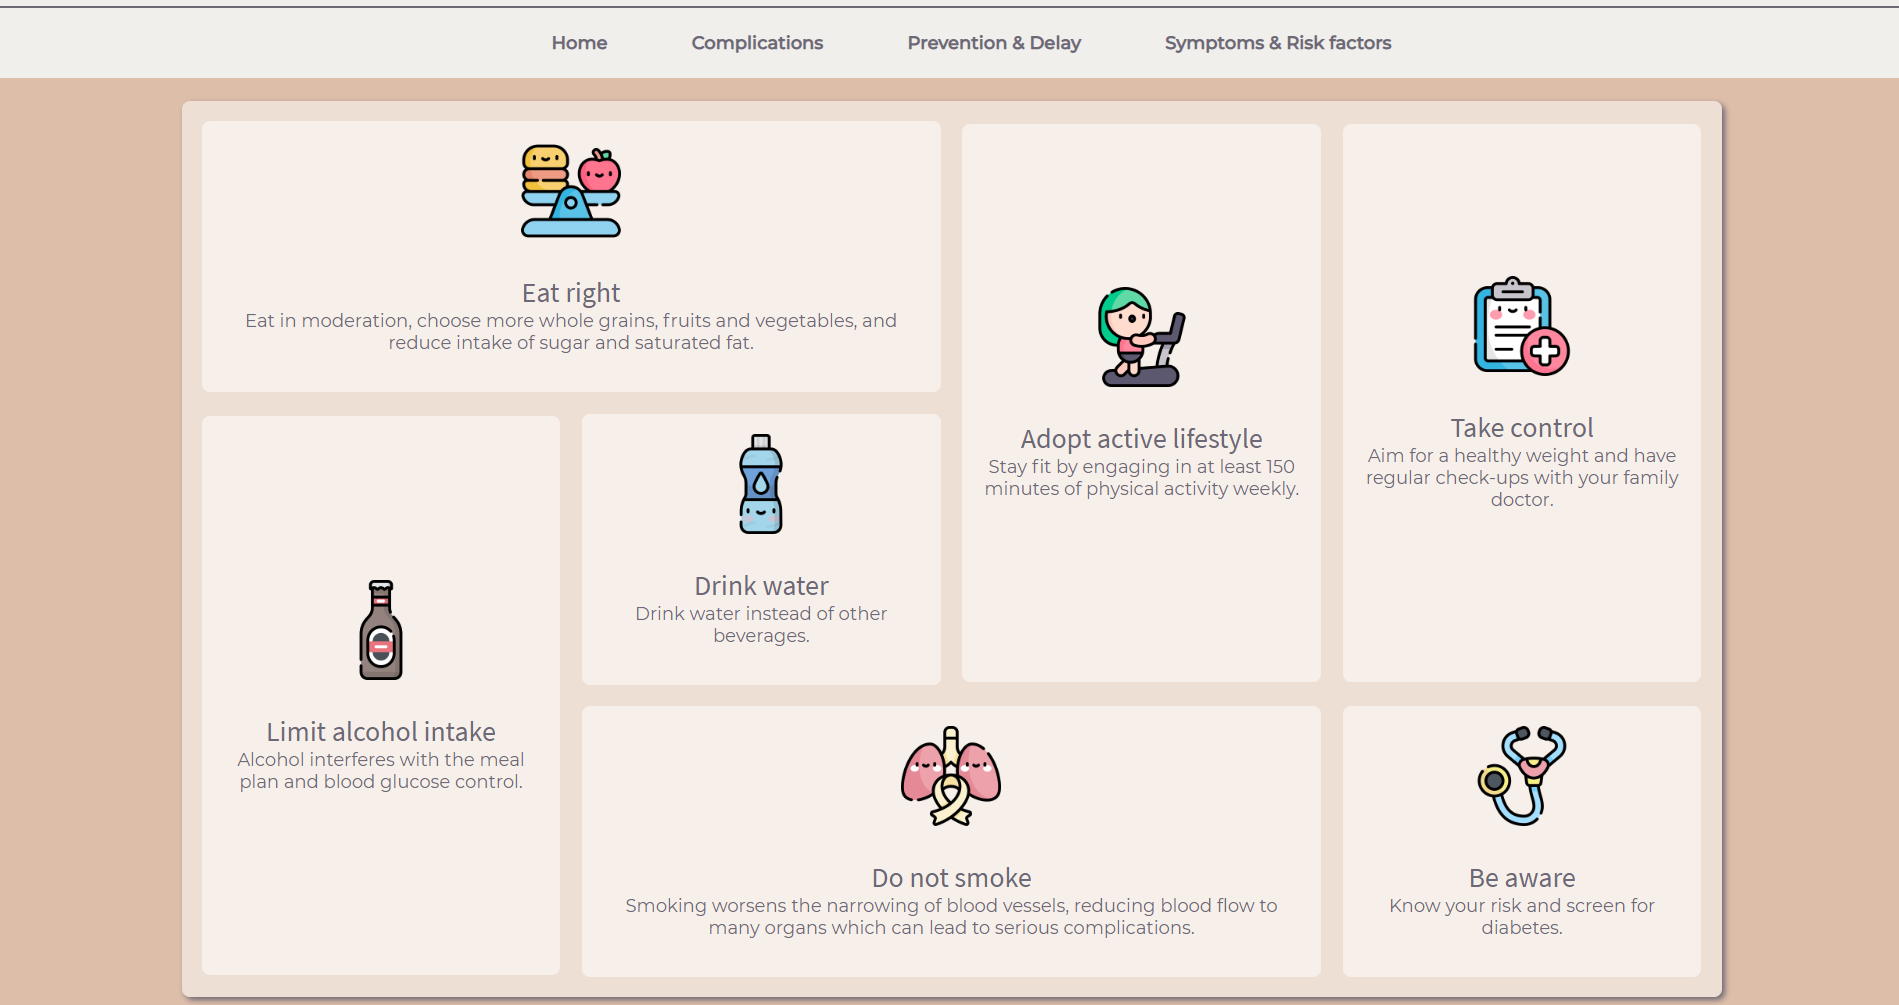 Home
Complications
Prevention & Delay
Symptoms & Risk factors
Eat right
Eat in moderation, choose more whole grains, fruits and vegetables, and
reduce intake of sugar and saturated fat.
Adopt active lifestyle
Stay fit by engaging in at least 150
minutes of physical activity weekly.
Take control
Aim for a healthy weight and have
regular check-ups with your family
doctor.
Limit alcohol intake
Alcohol interferes with the meal
plan and blood glucose control.
Drink water
Drink water instead of other
beverages.
Do not smoke
Smoking worsens the narrowing of blood vessels, reducing blood flow to
many organs which can lead to serious complications.
Be aware
Know your risk and screen for
diabetes.